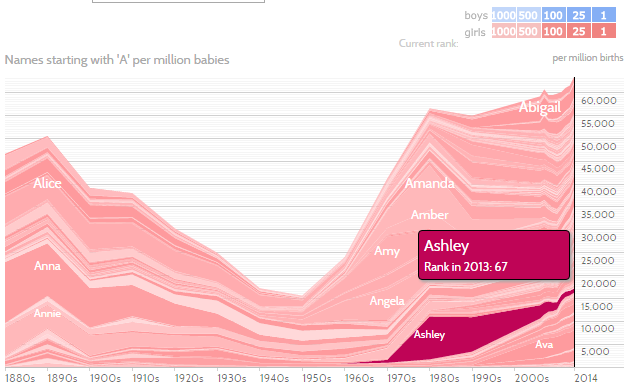 boys 1000 500 100 25 1
girls 1000 500 100 25 1
Current rank:
Names starting with 'A' per million babies
per million births
Abigail
60,000
55,000
50,000
45,000
Alice
Amanda
40,000
35,000
Amber
30,000
Ashley
Amy
25,000
Anna
Rank in 2013: 67
20,000
Angela
15,000
Annie
10,000
Ashley
Ava
5,000
1880s 1890s 1900s 1910s 1920s 1930s 1940s 1950s 1960s 1970s 1980s 1990s 2000s 2014